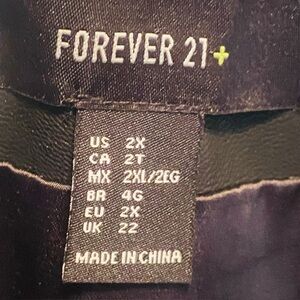 FOREVER 21+
US 2X
CA 2T
MX 2XL/2EG
BR 4G
EU 2X
UK 22
MADE IN CHINA